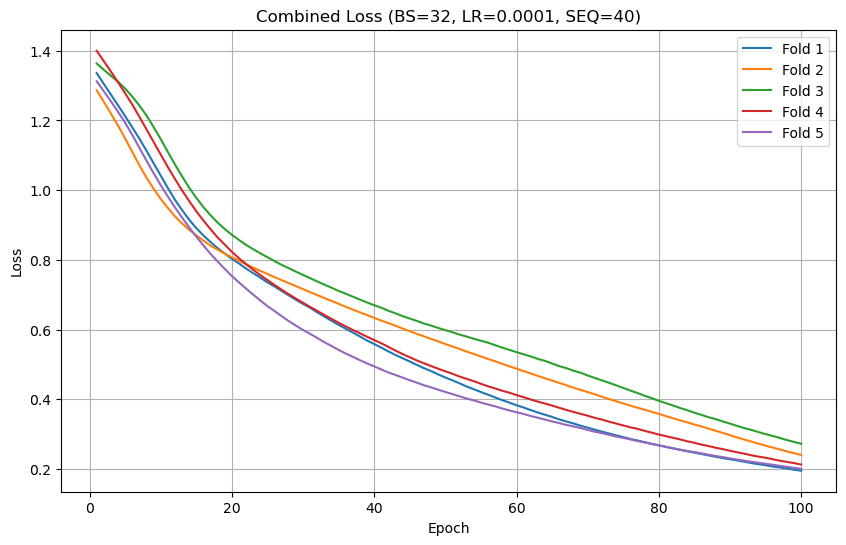 Combined Loss (BS=32, LR=0.0001, SEQ=40)
Fold 1
Fold 2
Fold 3
Fold 4
Fold 5
Loss
1.4
1.2
1.0
0.8
0.6
0.4
0.2
0 20 40 60 80 100
Epoch